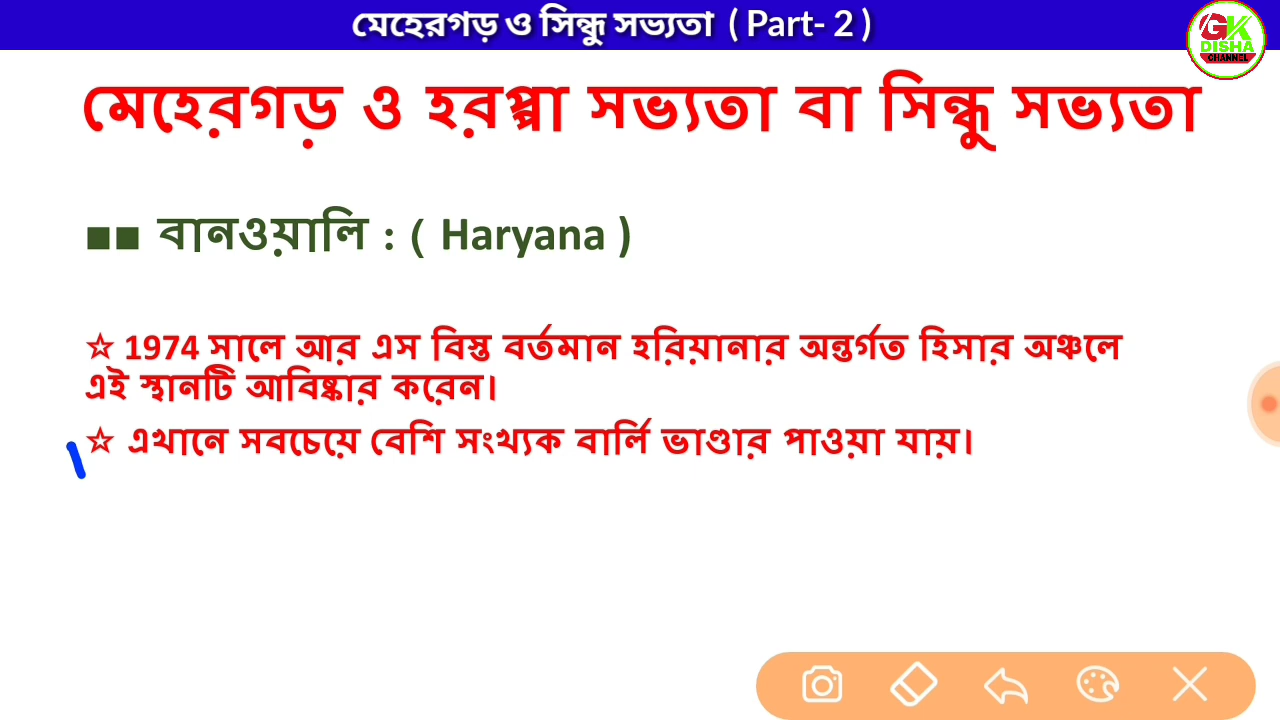 মেহেরগড় ও সিন্ধু সভ্যতা ( Part- 2 )
GK
DISHA
CHANNEL
মেহেরগড় ও হরপ্পা সভ্যতা বা সিন্ধু সভ্যতা
■■ বানওয়ালি : ( Haryana )
☆ 1974 সালে আর এস বিস্ত বর্তমান হরিয়ানার অন্তর্গত হিসার অঞ্চলে
এই স্থানটি আবিষ্কার করেন।
☆ এখানে সবচেয়ে বেশি সংখ্যক বার্লি ভাণ্ডার পাওয়া যায়।